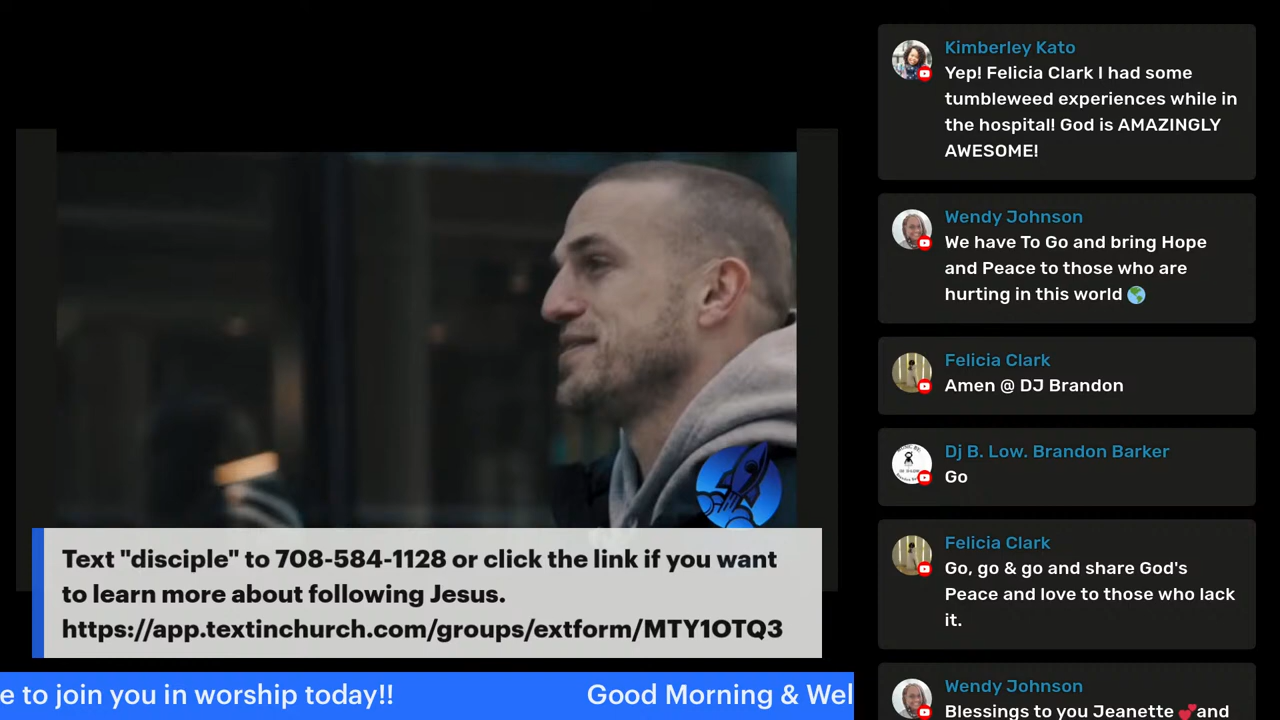 Kimberley Kato
Yep! Felicia Clark I had some
tumbleweed experiences while in
the hospital! God is AMAZINGLY
AWESOME!
Wendy Johnson
We have To Go and bring Hope
and Peace to those who are
hurting in this world 🌎
Felicia Clark
Amen @ DJ Brandon
Dj B. Low. Brandon Barker
Go
Felicia Clark
Go, go & go and share God's
Peace and love to those who lack
it.
Wendy Johnson
Blessings to you Jeanette 💕and
Text "disciple" to 708-584-1128 or click the link if you want
to learn more about following Jesus.
https://app.textinchurch.com/groups/extform/MTY1OTQ3
e to join you in worship today!! Good Morning & Wel